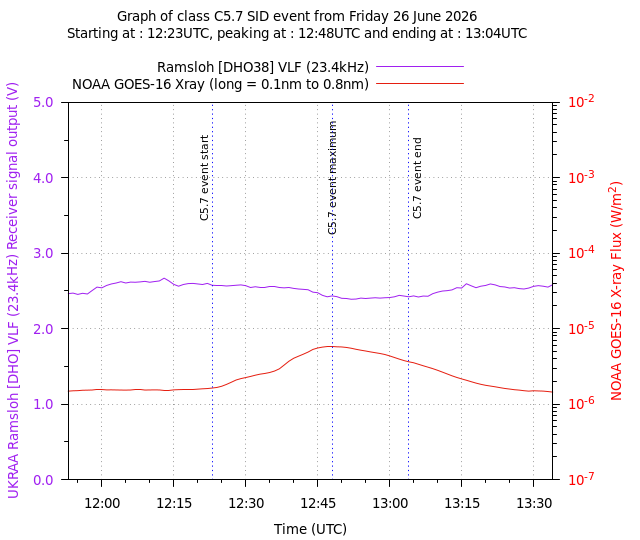 Graph of class C5.7 SID event from Friday 26 June 2026
Starting at : 12:23UTC, peaking at : 12:48UTC and ending at : 13:04UTC
Ramsloh [DHO38] VLF (23.4kHz)
NOAA GOES-16 Xray (long = 0.1nm to 0.8nm)
UKRAA Ramsloh [DHO] VLF (23.4kHz) Receiver signal output (V)
5.0
4.0
3.0
2.0
1.0
0.0
C5.7 event start
C5.7 event maximum
C5.7 event end
10-2
10-3
10-4
10-5
10-6
10-7
NOAA GOES-16 X-ray Flux (W/m2)
12:00 12:15 12:30 12:45 13:00 13:15 13:30
Time (UTC)